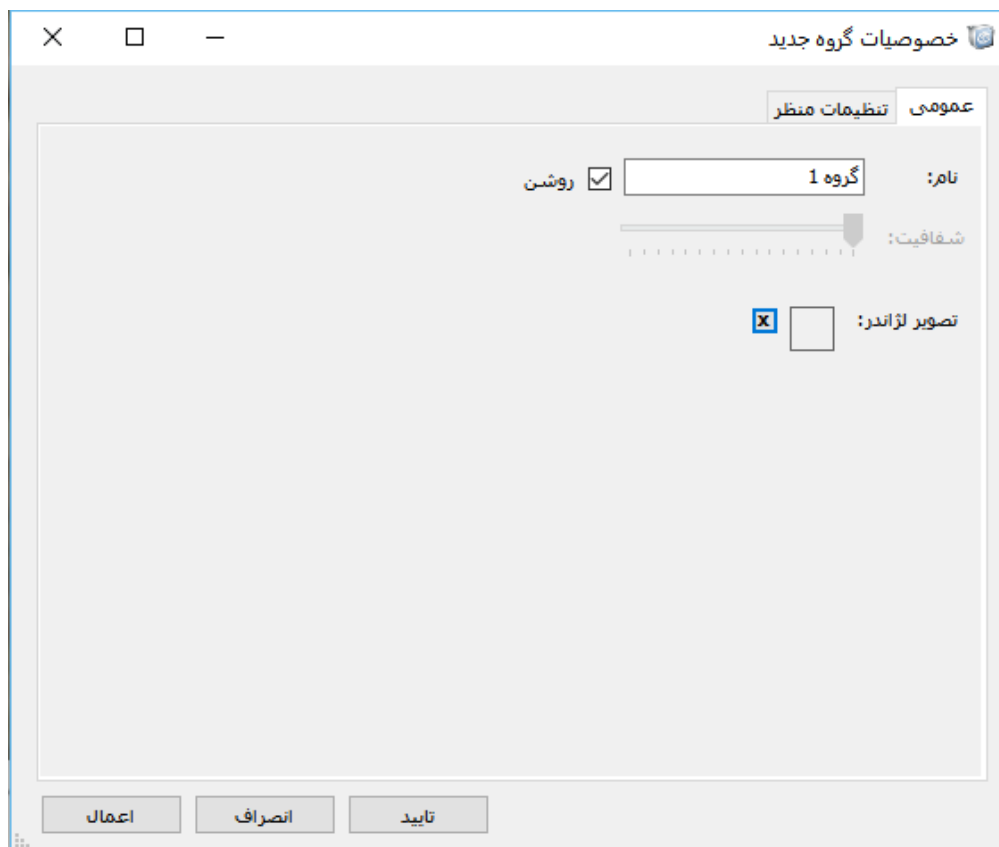 خصوصیات گروه جدید
عمومی تنظیمات منظر
نام: گروه 1 روشن
شفافیت:
تصویر لژاندر: x
تایید انصراف اعمال